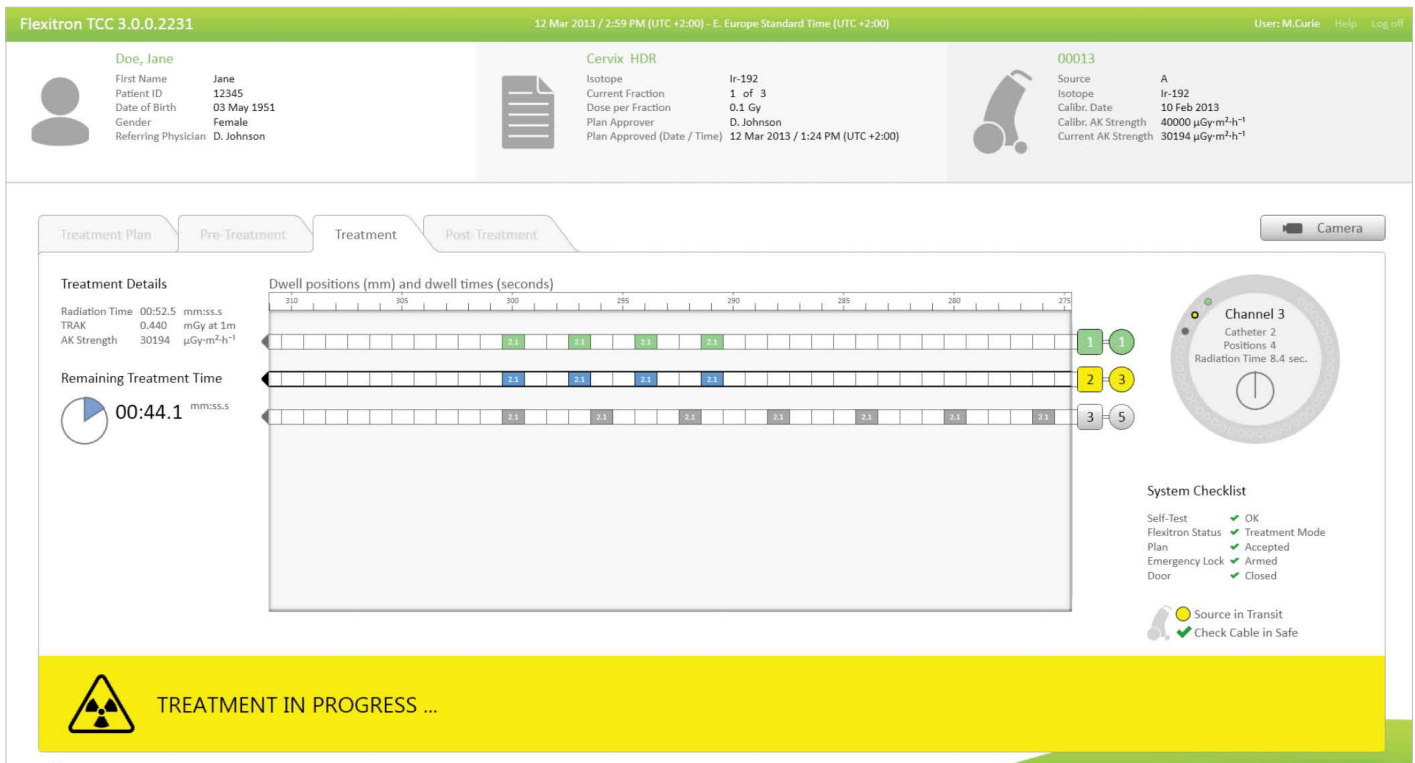 Flexitron TCC 3.0.0.2231
12 Mar 2013 / 2:59 PM (UTC +2:00) - E. Europe Standard Time (UTC +2:00)
User: M.Curie Help Log off
Doe, Jane
First Name Jane
Patient ID 12345
Date of Birth 03 May 1951
Gender Female
Referring Physician D. Johnson
Cervix HDR
Isotope Ir-192
Current Fraction 1 of 3
Dose per Fraction 0.1 Gy
Plan Approver D. Johnson
Plan Approved (Date / Time) 12 Mar 2013 / 1:24 PM (UTC +2:00)
00013
Source A
Isotope Ir-192
Calibr. Date 10 Feb 2013
Calibr. AK Strength 40000 µGy·m²·h⁻¹
Current AK Strength 30194 µGy·m²·h⁻¹
Treatment Plan Pre-Treatment Treatment Post-Treatment
Camera
Treatment Details
Radiation Time 00:52.5 mm:ss.s
TRAK 0.440 mGy at 1m
AK Strength 30194 µGy·m²·h⁻¹
Remaining Treatment Time
00:44.1 mm:ss.s
Dwell positions (mm) and dwell times (seconds)
310 305 300 295 290 285 280 275
2.1 2.1 2.1 2.1 1 1
2.1 2.1 2.1 2.1 2 3
2.1 2.1 2.1 2.1 2.1 2.1 2.1 3 5
Channel 3
Catheter 2
Positions 4
Radiation Time 8.4 sec.
System Checklist
Self-Test OK
Flexitron Status Treatment Mode
Plan Accepted
Emergency Lock Armed
Door Closed
Source in Transit
Check Cable in Safe
TREATMENT IN PROGRESS ...